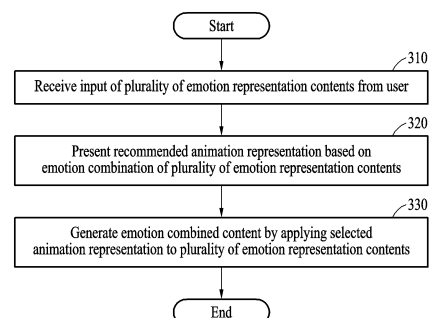 Start
310
Receive input of plurality of emotion representation contents from user
320
Present recommended animation representation based on
emotion combination of plurality of emotion representation contents
330
Generate emotion combined content by applying selected
animation representation to plurality of emotion representation contents
End